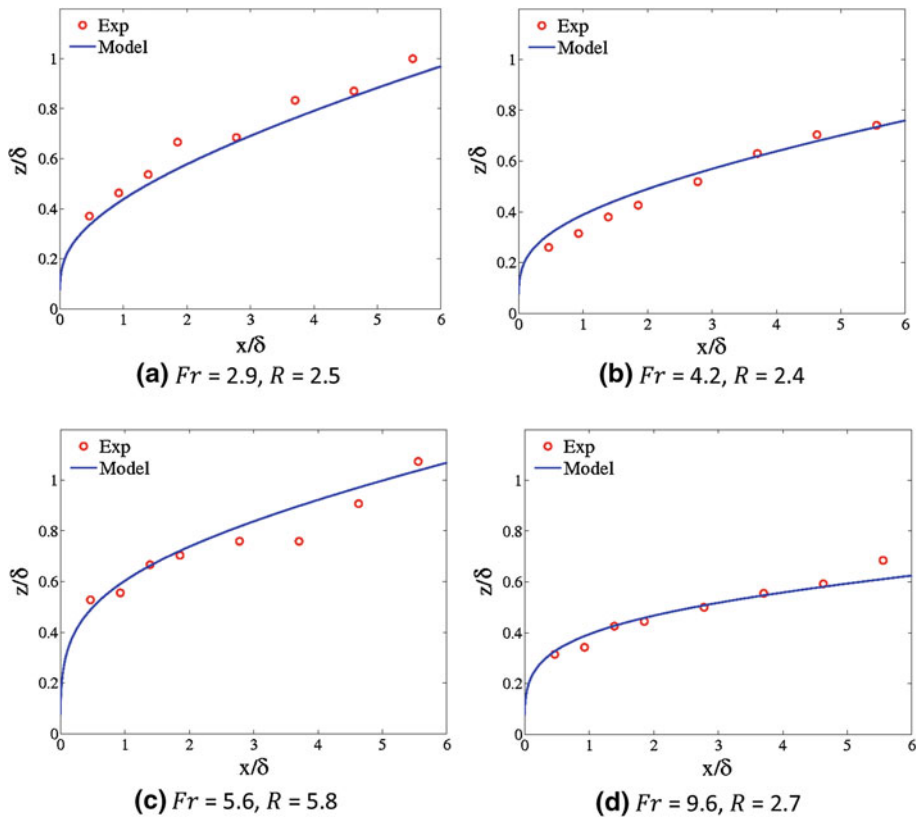 Exp
Model
1
0.8
0.6
0.4
0.2
0
z/δ
0 1 2 3 4 5 6
x/δ
(a) Fr = 2.9, R = 2.5
Exp
Model
1
0.8
0.6
0.4
0.2
0
z/δ
0 1 2 3 4 5 6
x/δ
(b) Fr = 4.2, R = 2.4
Exp
Model
1
0.8
0.6
0.4
0.2
0
z/δ
0 1 2 3 4 5 6
x/δ
(c) Fr = 5.6, R = 5.8
Exp
Model
1
0.8
0.6
0.4
0.2
0
z/δ
0 1 2 3 4 5 6
x/δ
(d) Fr = 9.6, R = 2.7